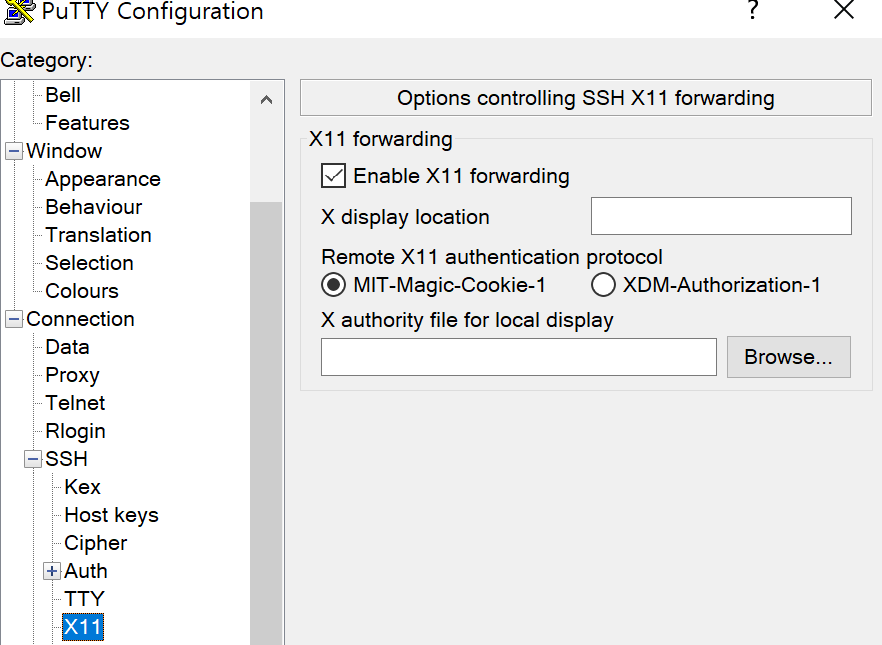 PuTTY Configuration
?
Category:
Bell
Features
Window
Appearance
Behaviour
Translation
Selection
Colours
Connection
Data
Proxy
Telnet
Rlogin
SSH
Kex
Host keys
Cipher
Auth
TTY
X11
Options controlling SSH X11 forwarding
X11 forwarding
Enable X11 forwarding
X display location
Remote X11 authentication protocol
MIT-Magic-Cookie-1 XDM-Authorization-1
X authority file for local display
Browse...